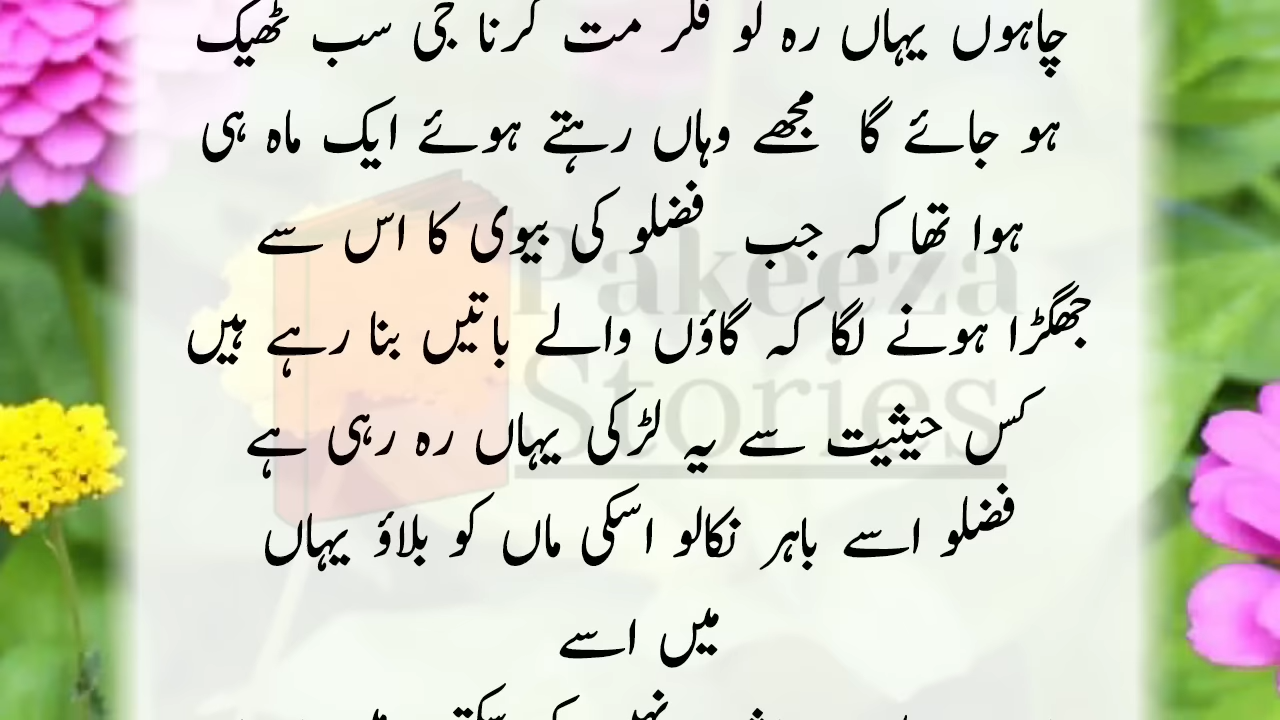 چاہوں یہاں رہ لو فکر مت کرنا جی سب ٹھیک
ہو جائے گا مجھے وہاں رہتے ہوئے ایک ماہ ہی
ہوا تھا کہ جب فضلو کی بیوی کا اس سے
جھگڑا ہونے لگا کہ گاؤں والے باتیں بنا رہے ہیں
کس حیثیت سے یہ لڑکی یہاں رہ رہی ہے
فضلو اسے باہر نکالو اسکی ماں کو بلاؤ یہاں
میں اسے
Pakeeza
Stories